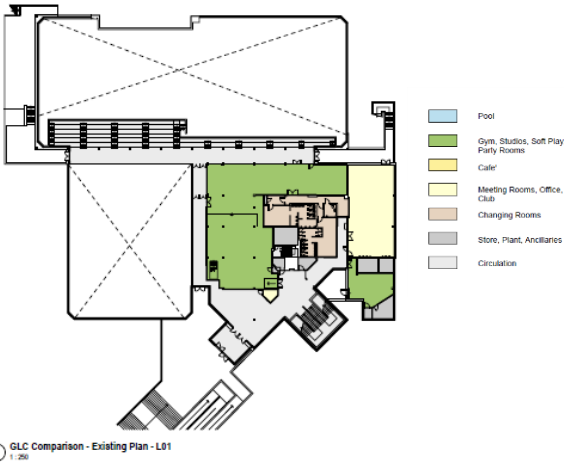 Pool
Gym, Studios, Soft Play
Party Rooms
Cafe'
Meeting Rooms, Office,
Club
Changing Rooms
Store, Plant, Ancillaries
Circulation
GLC Comparison - Existing Plan - L01
1 : 250